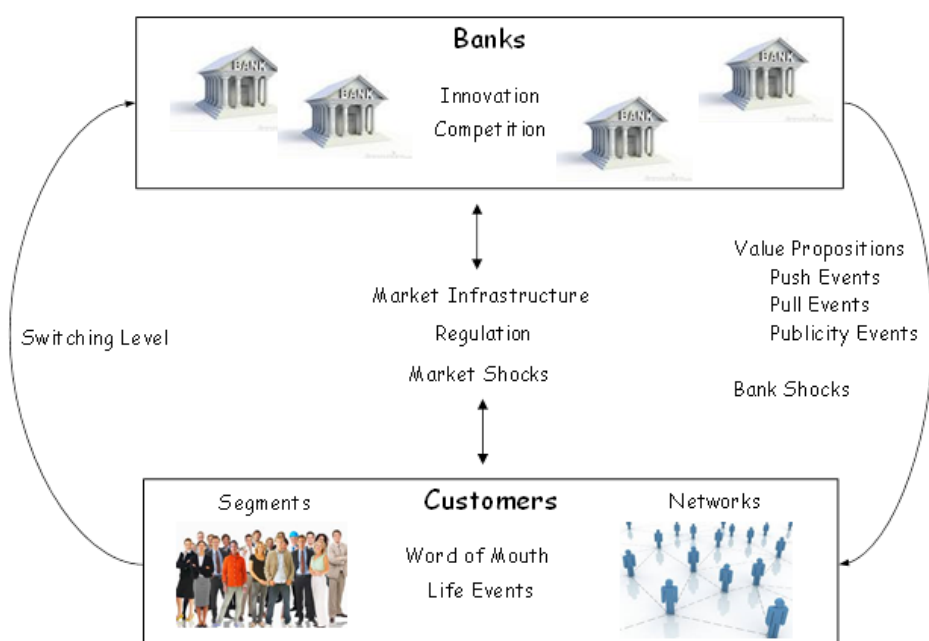 Banks
BANK
BANK
BANK
BANK
Innovation
Competition
Value Propositions
Push Events
Pull Events
Publicity Events
Bank Shocks
Market Infrastructure
Regulation
Market Shocks
Switching Level
Segments
Customers
Networks
Word of Mouth
Life Events